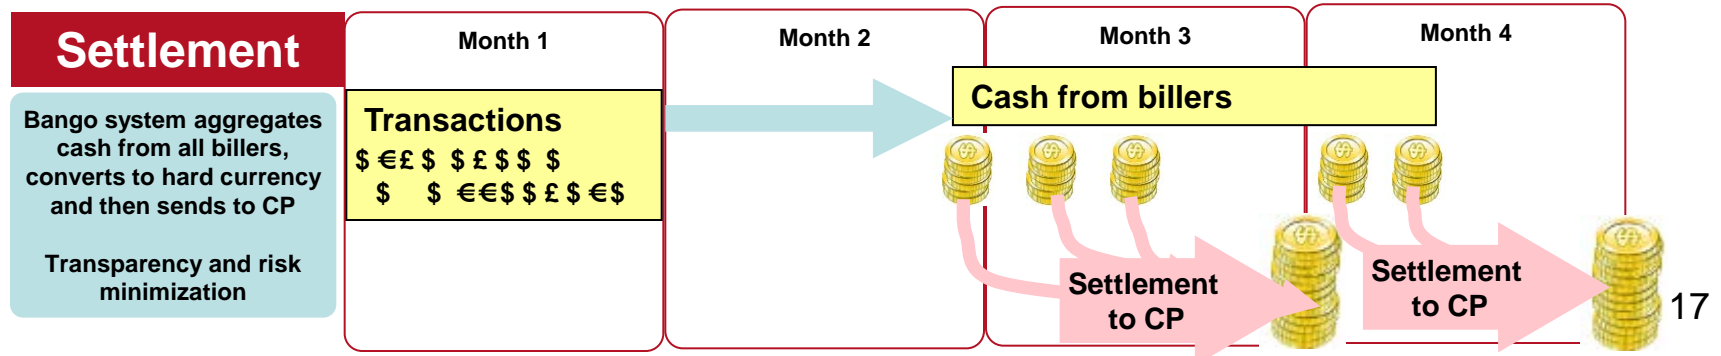 Settlement
Month 1
Month 2
Month 3
Month 4
Bango system aggregates
cash from all billers,
converts to hard currency
and then sends to CP
Transparency and risk
minimization
Transactions
$ €£ $ $ £ $ $ $
$ $ €€$ $ £ $ €$
Cash from billers
Settlement
to CP
Settlement
to CP
17